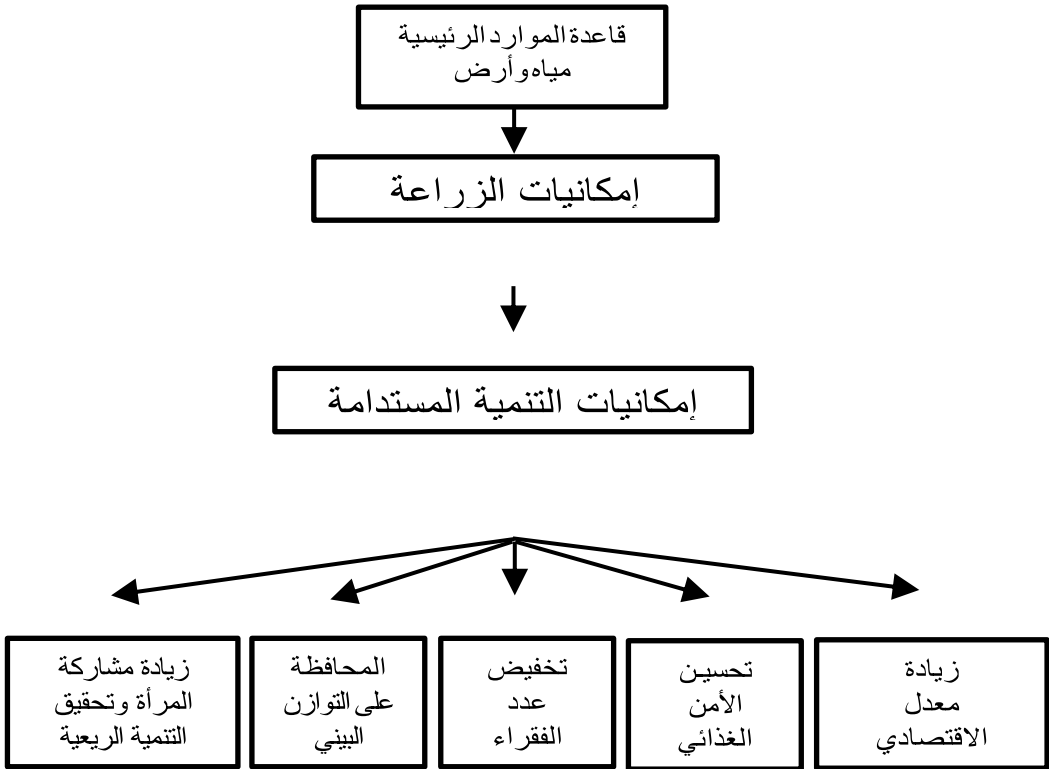 قاعدة الموارد الرئيسية
مياه وأرض
إمكانيات الزراعة
إمكانيات التنمية المستدامة
زيادة
معدل
الاقتصادي
تحسين
الأمن
الغذائي
تخفيض
عدد
الفقراء
المحافظة
على التوازن
البيني
زيادة مشاركة
المرأة وتحقيق
التنمية الريعية